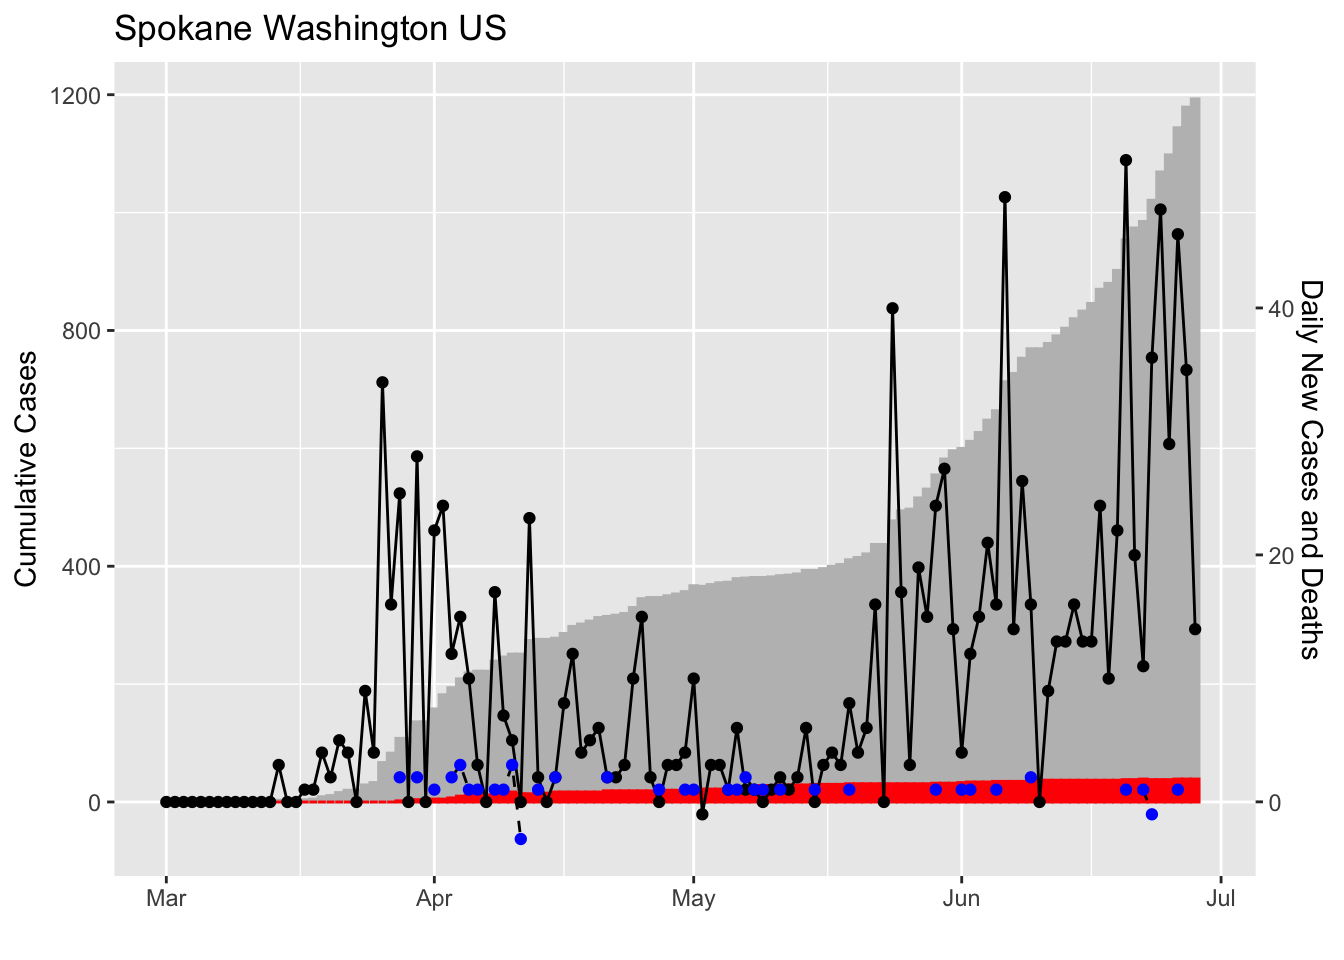 Spokane Washington US
1200
800
400
0
Cumulative Cases
40
20
0
Daily New Cases and Deaths
Mar
Apr
May
Jun
Jul